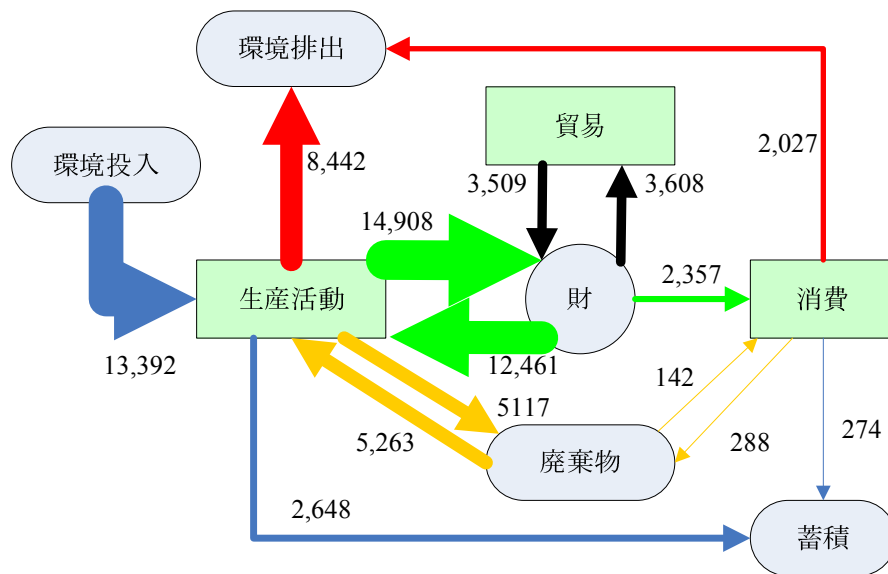 環境排出
貿易
環境投入
2,027
8,442
3,509
3,608
14,908
2,357
生産活動
財
消費
13,392
12,461
142
5117
5,263
288
274
廃棄物
2,648
蓄積